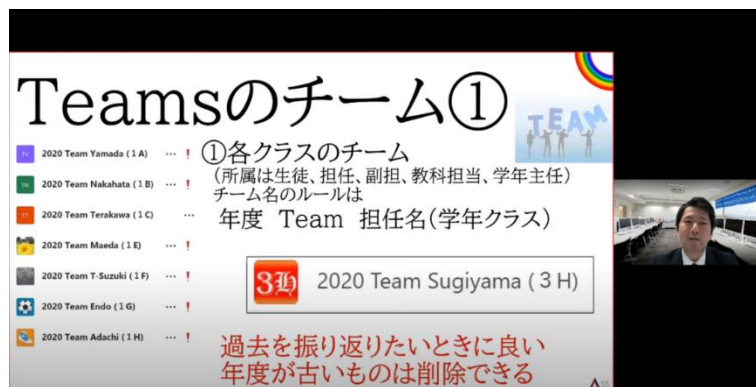 Teamsのチーム①
TEAM
①各クラスのチーム
(所属は生徒、担任、副担、教科担当、学年主任)
チーム名のルールは
年度 Team 担任名(学年クラス)
TY 2020 Team Yamada ( 1 A) ··· !
TN 2020 Team Nakahata ( 1 B) ··· !
TT 2020 Team Terakawa ( 1 C) ···
2020 Team Maeda ( 1 E) ··· !
2020 Team T-Suzuki ( 1 F) ··· !
2020 Team Endo ( 1 G) ··· !
2020 Team Adachi ( 1 H) ··· !
3H 2020 Team Sugiyama ( 3 H)
過去を振り返りたいときに良い
年度が古いものは削除できる